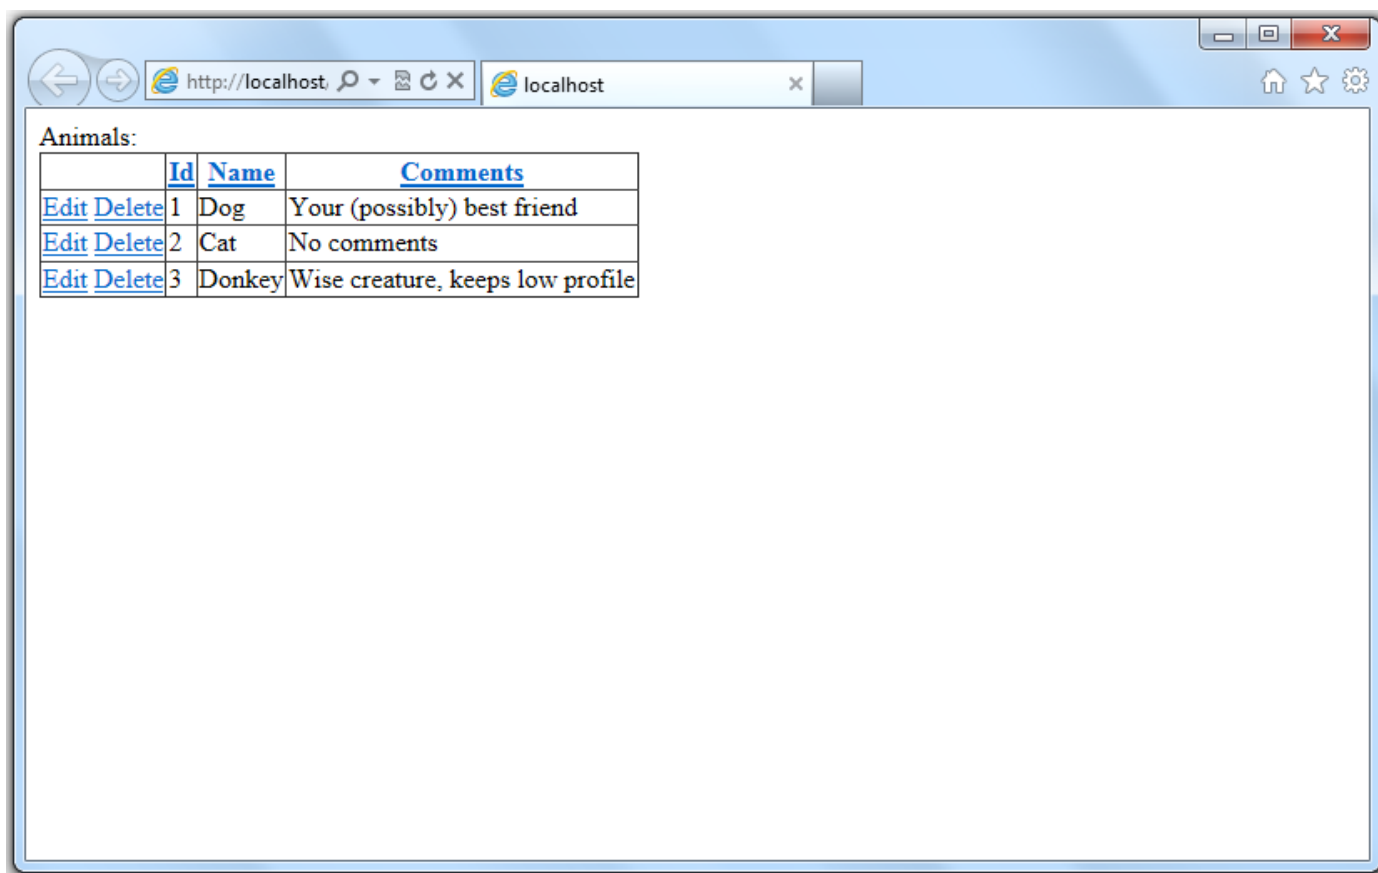 http://localhost
localhost
Animals:
Id Name Comments
Edit Delete 1 Dog Your (possibly) best friend
Edit Delete 2 Cat No comments
Edit Delete 3 Donkey Wise creature, keeps low profile